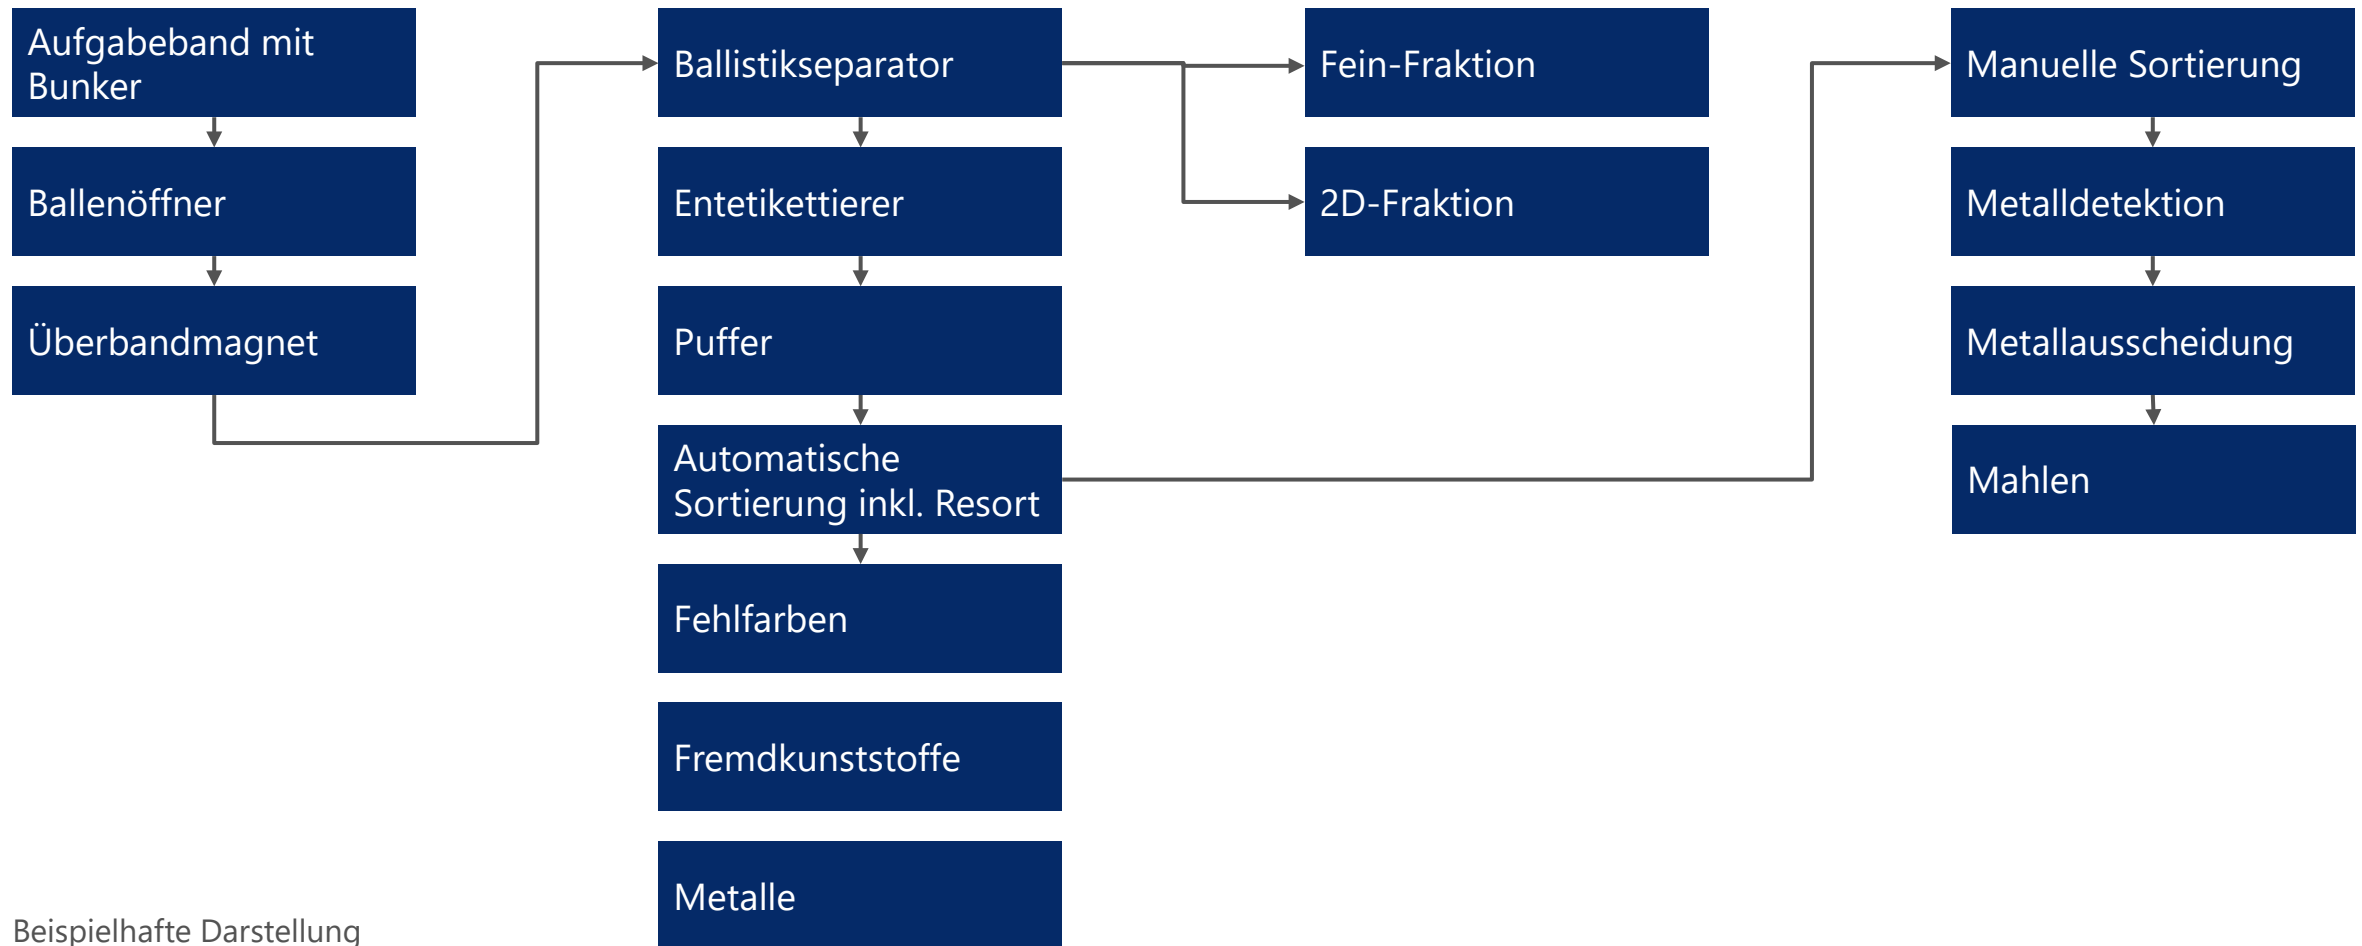 Aufgabeband mit
Bunker
Ballenöffner
Überbandmagnet
Ballistikseparator
Entetikettierer
Puffer
Automatische
Sortierung inkl. Resort
Fehlfarben
Fremdkunststoffe
Metalle
Fein-Fraktion
2D-Fraktion
Manuelle Sortierung
Metalldetektion
Metallausscheidung
Mahlen
Beispielhafte Darstellung